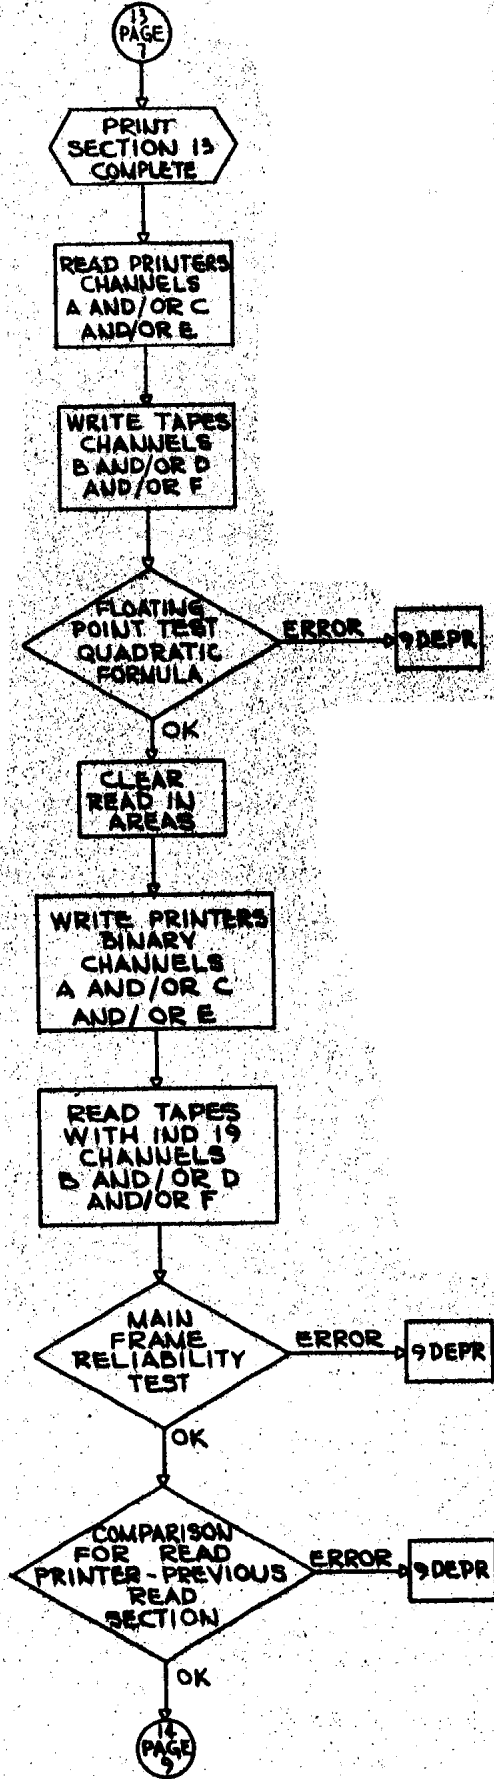 13
PAGE
7
PRINT
SECTION 13
COMPLETE
READ PRINTERS
CHANNELS
A AND/OR C
AND/OR E
WRITE TAPES
CHANNELS
B AND/OR D
AND/OR F
FLOATING
POINT TEST
QUADRATIC
FORMULA
ERROR
9DEPR
OK
CLEAR
READ IN
AREAS
WRITE PRINTERS
BINARY
CHANNELS
A AND/OR C
AND/OR E
READ TAPES
WITH IND 19
CHANNELS
B AND/OR D
AND/OR F
MAIN
FRAME
RELIABILITY
TEST
ERROR
9DEPR
OK
COMPARISON
FOR READ
PRINTER-PREVIOUS
READ
SECTION
ERROR
9DEPR
OK
14
PAGE
9